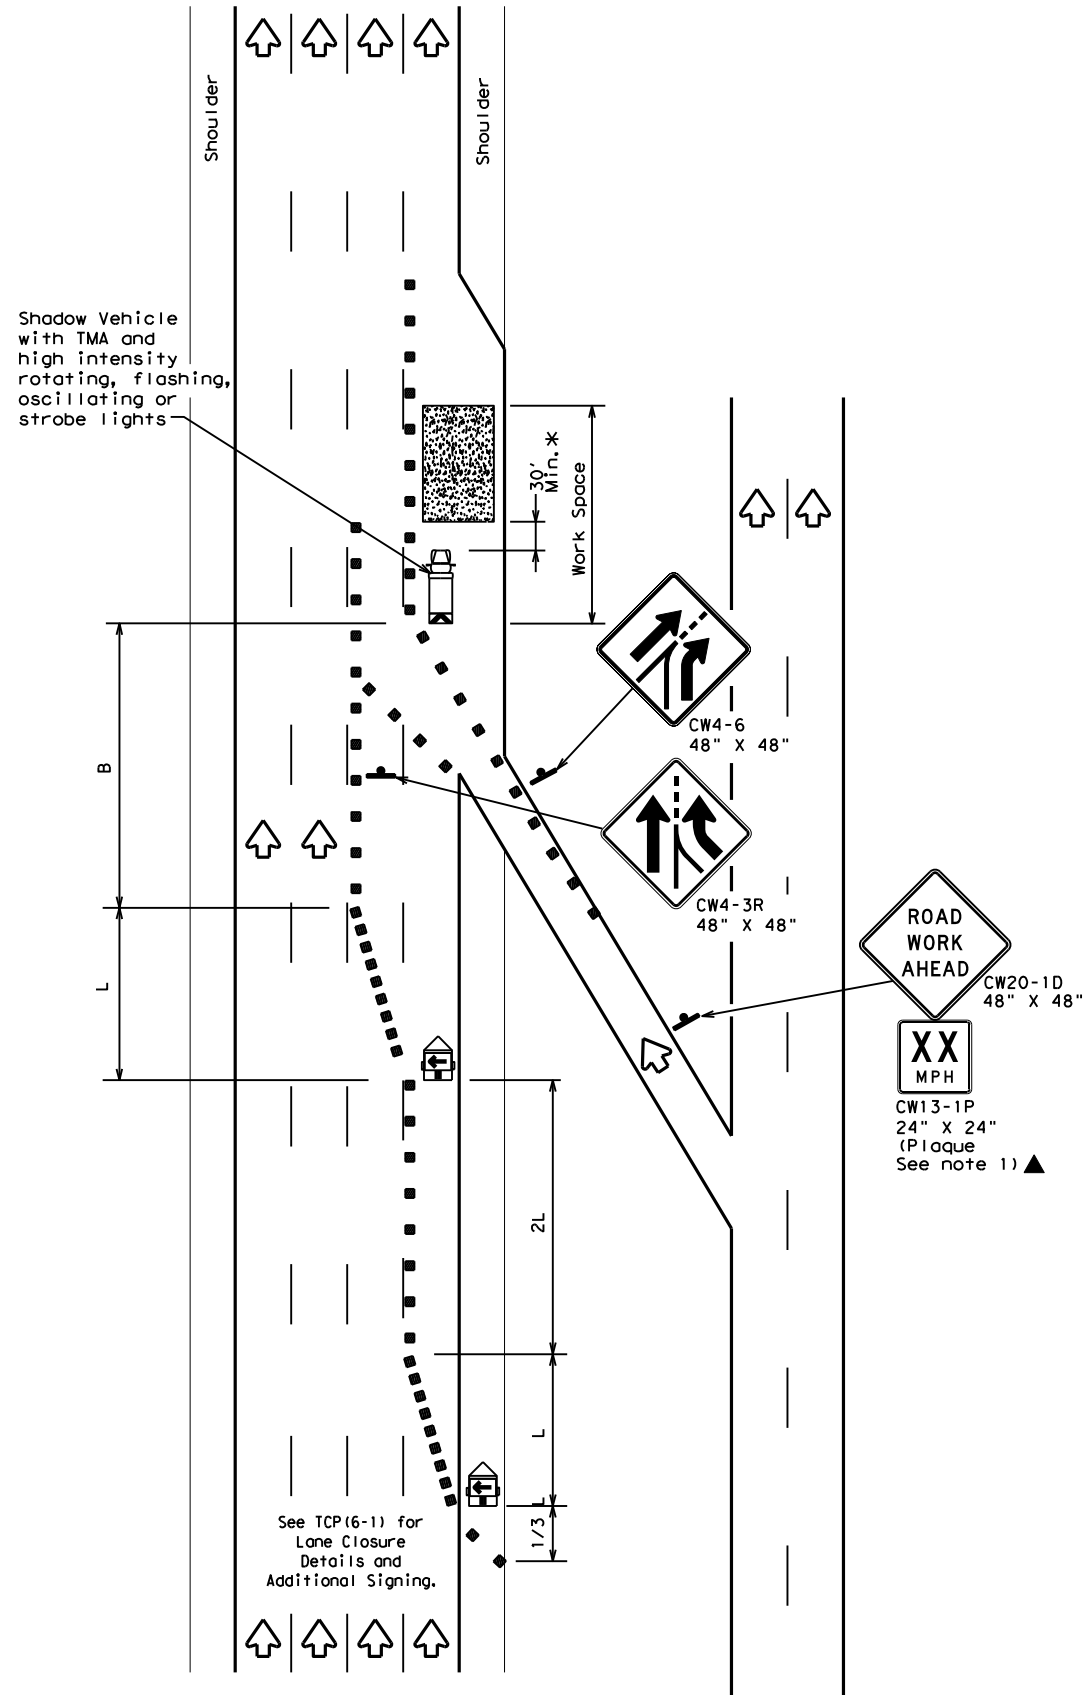 Shoulder
Shoulder
Shadow Vehicle
with TMA and
high intensity
rotating, flashing,
oscillating or
strobe lights
30'
Min.*
Work Space
CW4-6
48" X 48"
B
CW4-3R
48" X 48"
ROAD
WORK
AHEAD
CW20-1D
48" X 48"
L
XX
MPH
CW13-1P
24" X 24"
(Plaque
See note 1)▲
2L
L
1/3 L
See TCP(6-1) for
Lane Closure
Details and
Additional Signing.